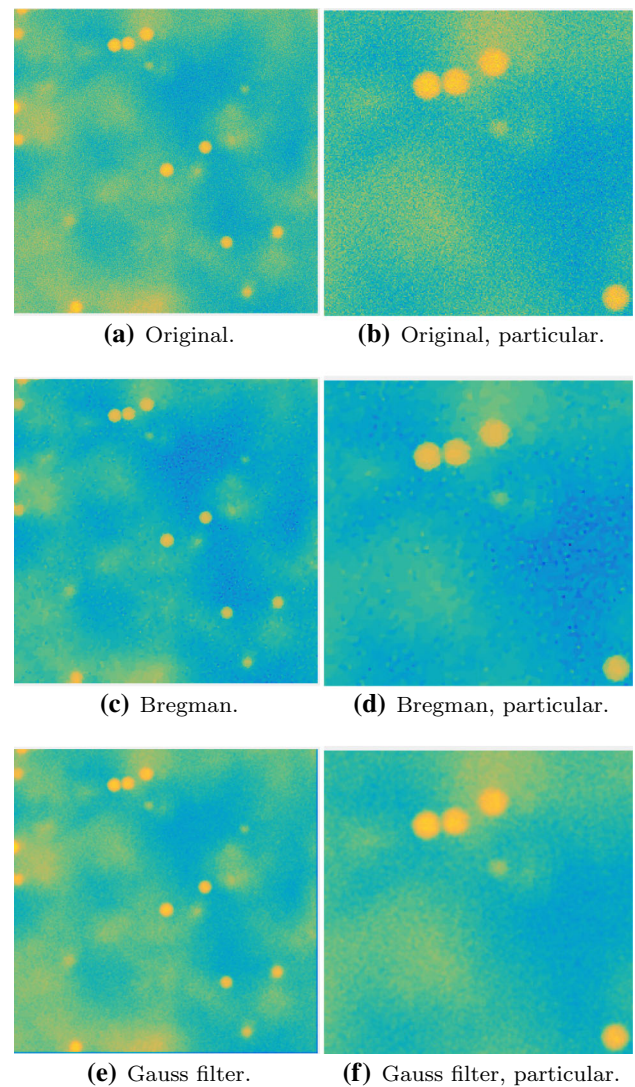 (a) Original.
(b) Original, particular.
(c) Bregman.
(d) Bregman, particular.
(e) Gauss filter.
(f) Gauss filter, particular.